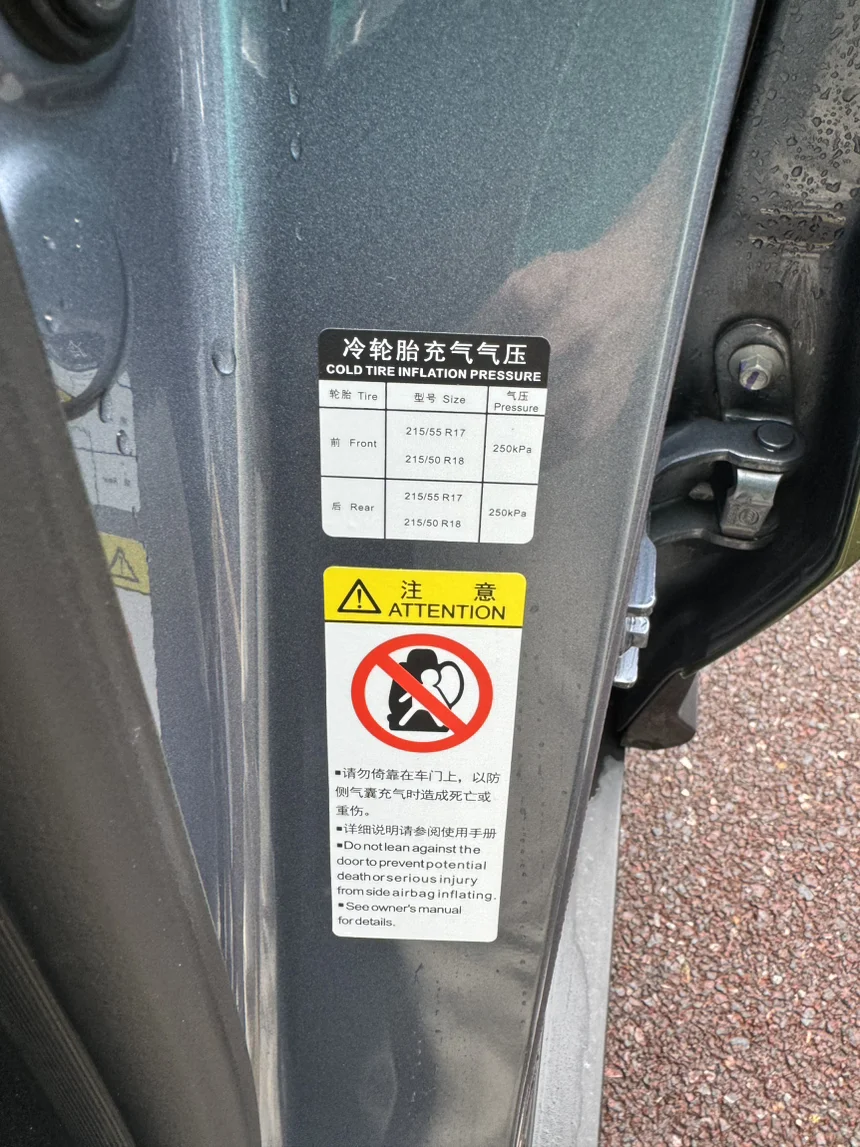 冷轮胎充气气压
COLD TIRE INFLATION PRESSURE
轮胎 Tire 型号 Size 气压 Pressure
前 Front 215/55 R17 250kPa
215/50 R18
后 Rear 215/55 R17 250kPa
215/50 R18
注 意
ATTENTION
▪请勿倚靠在车门上，以防
侧气囊充气时造成死亡或
重伤。
▪详细说明请参阅使用手册
▪Do not lean against the
door to prevent potential
death or serious injury
from side airbag inflating.
▪See owner's manual
for details.